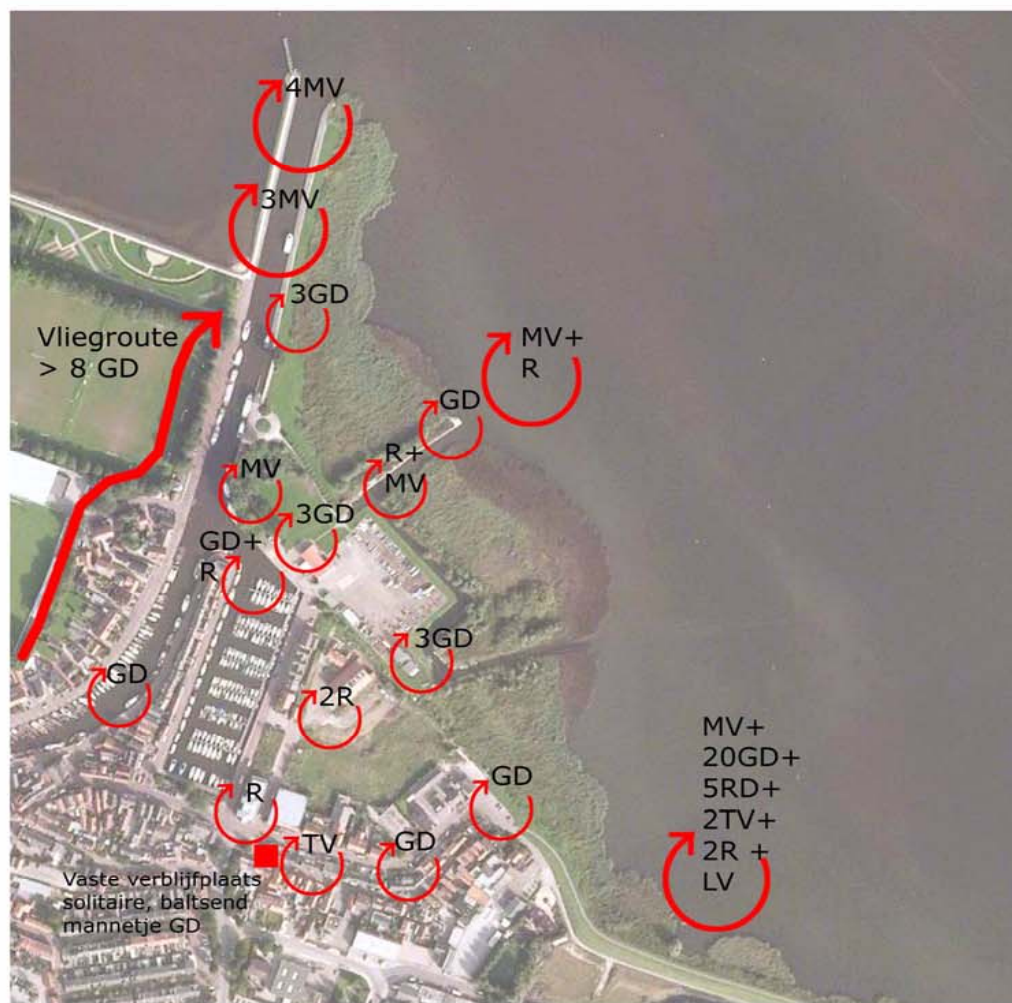 4MV
3MV
3GD
Vliegroute
> 8 GD
MV+
R
GD
R+
MV
MV
3GD
GD+
R
3GD
GD
2R
MV+
20GD+
5RD+
2TV+
2R +
LV
GD
R
TV
GD
Vaste verblijfplaats
solitaire, baltsend
mannetje GD